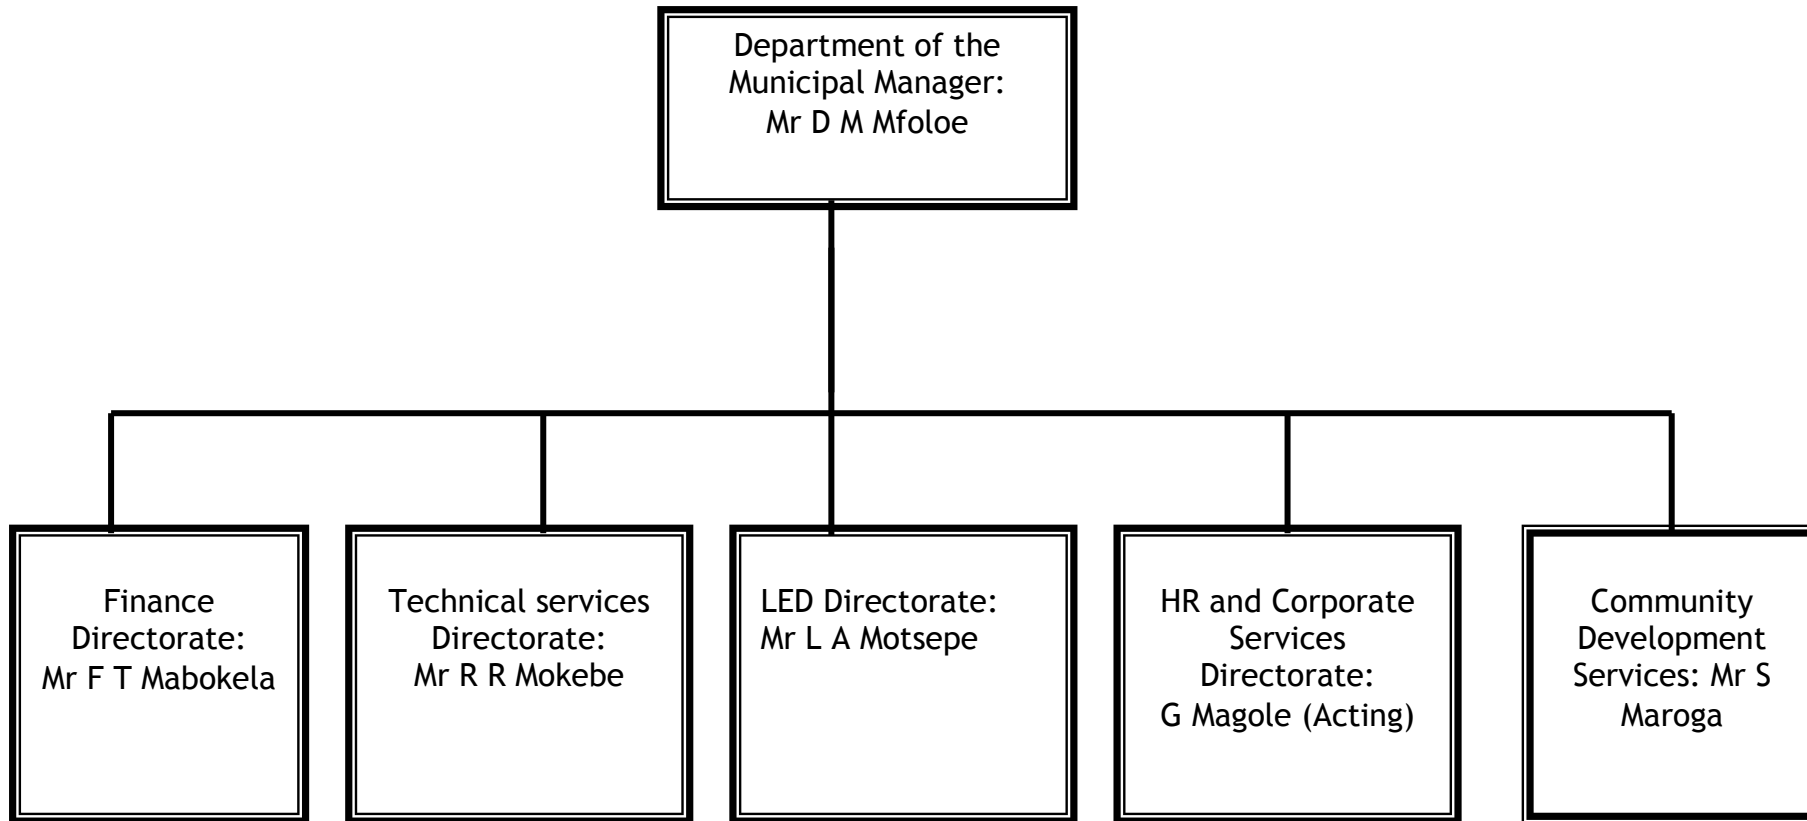 Department of the
Municipal Manager:
Mr D M Mfoloe
Finance
Directorate:
Mr F T Mabokela
Technical services
Directorate:
Mr R R Mokebe
LED Directorate:
Mr L A Motsepe
HR and Corporate
Services
Directorate:
G Magole (Acting)
Community
Development
Services: Mr S
Maroga